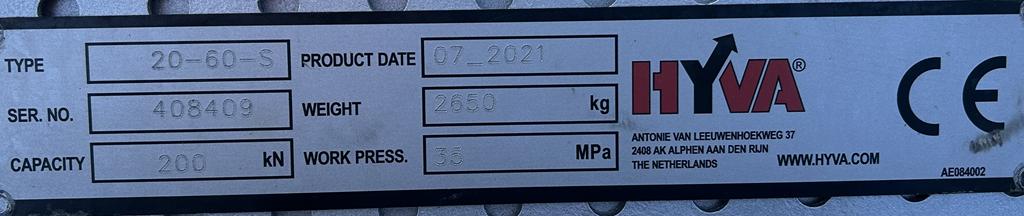 TYPE 20-60-S PRODUCT DATE 07_2021
SER. NO. 408409 WEIGHT 2650 kg
CAPACITY 200 kN WORK PRESS. 35 MPa
HYVA®
ANTONIE VAN LEEUWENHOEKWEG 37
2408 AK ALPHEN AAN DEN RIJN
THE NETHERLANDS
WWW.HYVA.COM
CE
AE084002